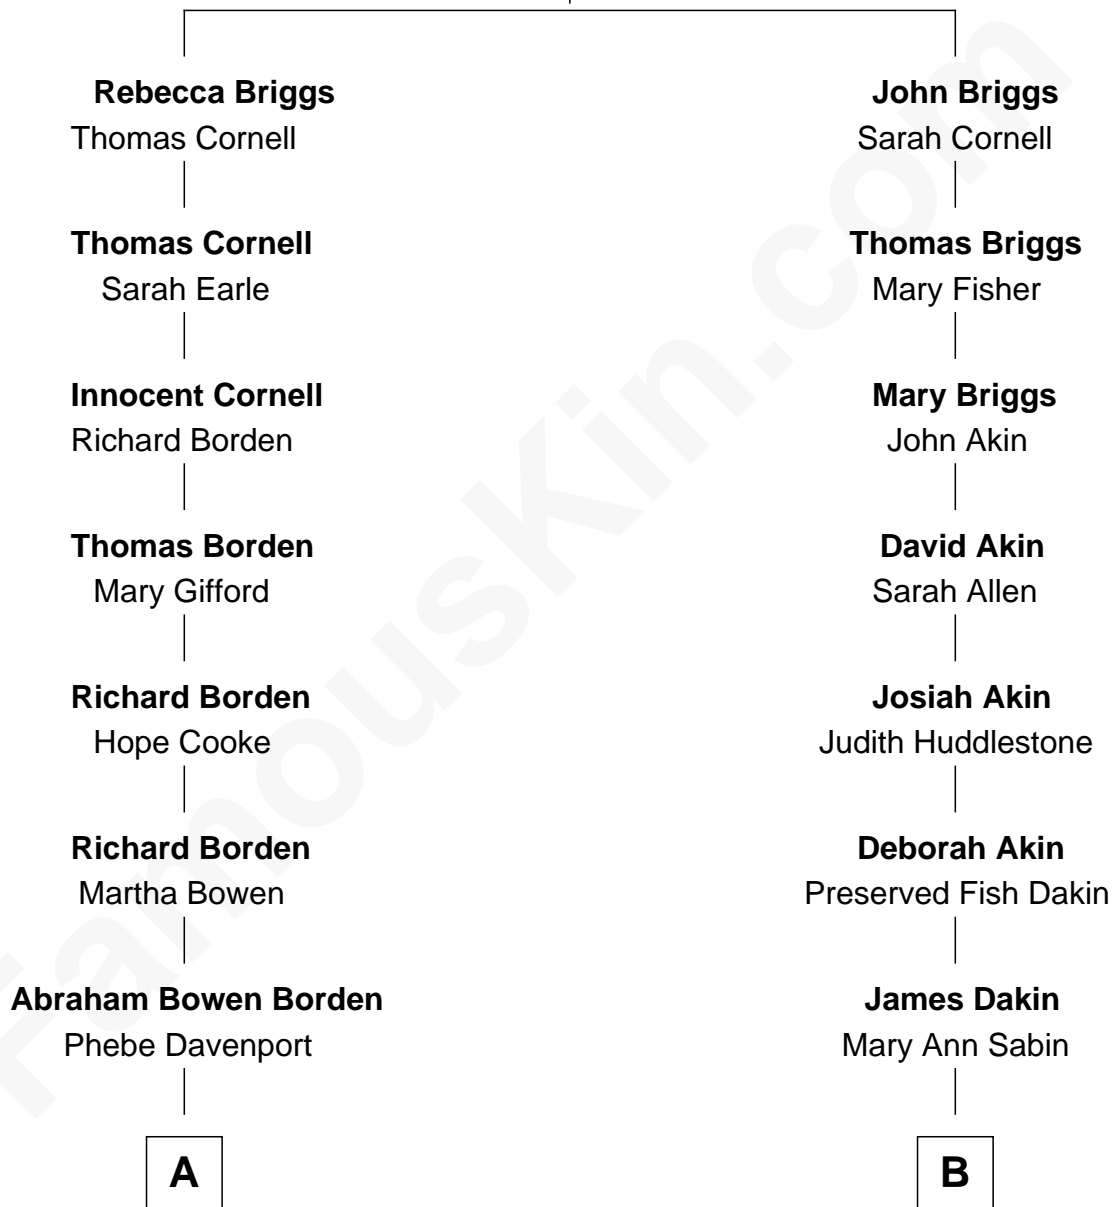 Rebecca Briggs
Thomas Cornell
Thomas Cornell
Sarah Earle
Innocent Cornell
Richard Borden
Thomas Borden
Mary Gifford
Richard Borden
Hope Cooke
Richard Borden
Martha Bowen
Abraham Bowen Borden
Phebe Davenport
A
John Briggs
Sarah Cornell
Thomas Briggs
Mary Fisher
Mary Briggs
John Akin
David Akin
Sarah Allen
Josiah Akin
Judith Huddlestone
Deborah Akin
Preserved Fish Dakin
James Dakin
Mary Ann Sabin
B
FamousKin.com